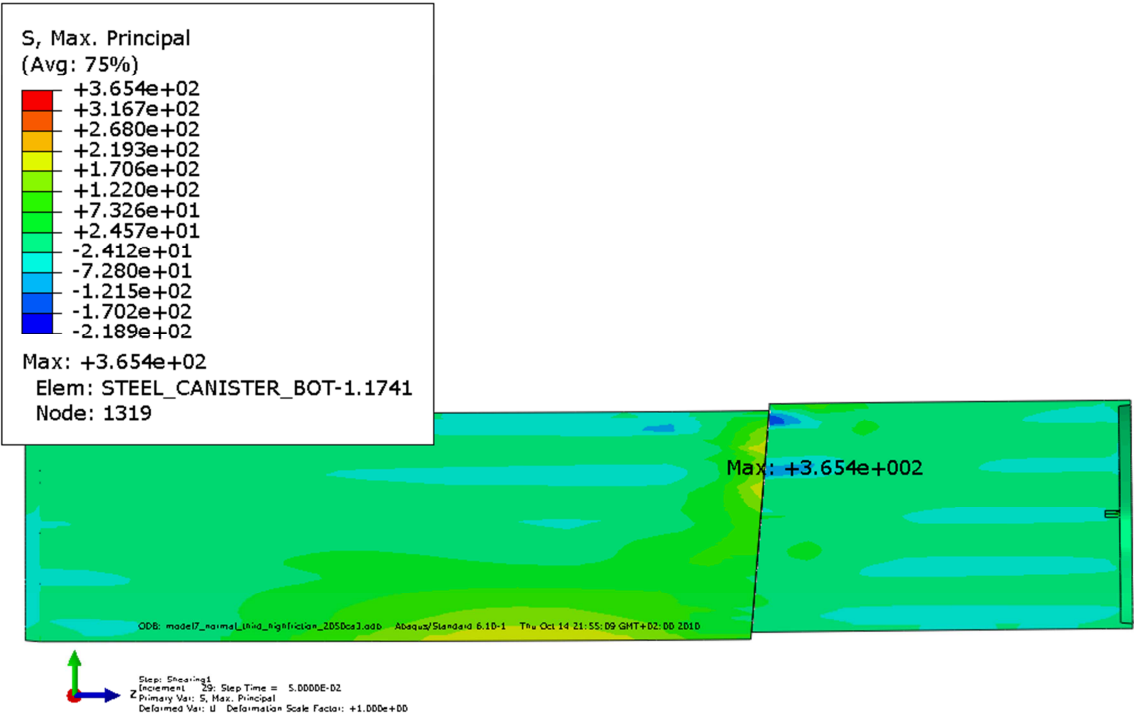 S, Max. Principal
(Avg: 75%)
+3.654e+02
+3.167e+02
+2.680e+02
+2.193e+02
+1.706e+02
+1.220e+02
+7.326e+01
+2.457e+01
-2.412e+01
-7.280e+01
-1.215e+02
-1.702e+02
-2.189e+02
Max: +3.654e+02
Elem: STEEL_CANISTER_BOT-1.1741
Node: 1319
Max: +3.654e+002
ODB: model7_normal_third_highfriction_2050ca3.odb Abaqus/Standard 6.10-1 Thu Oct 14 21:55:09 GMT+02:00 2010
Z
Step: Shearing1
Increment 29: Step Time = 5.0000E-02
Primary Var: S, Max. Principal
Deformed Var: U Deformation Scale Factor: +1.000e+00